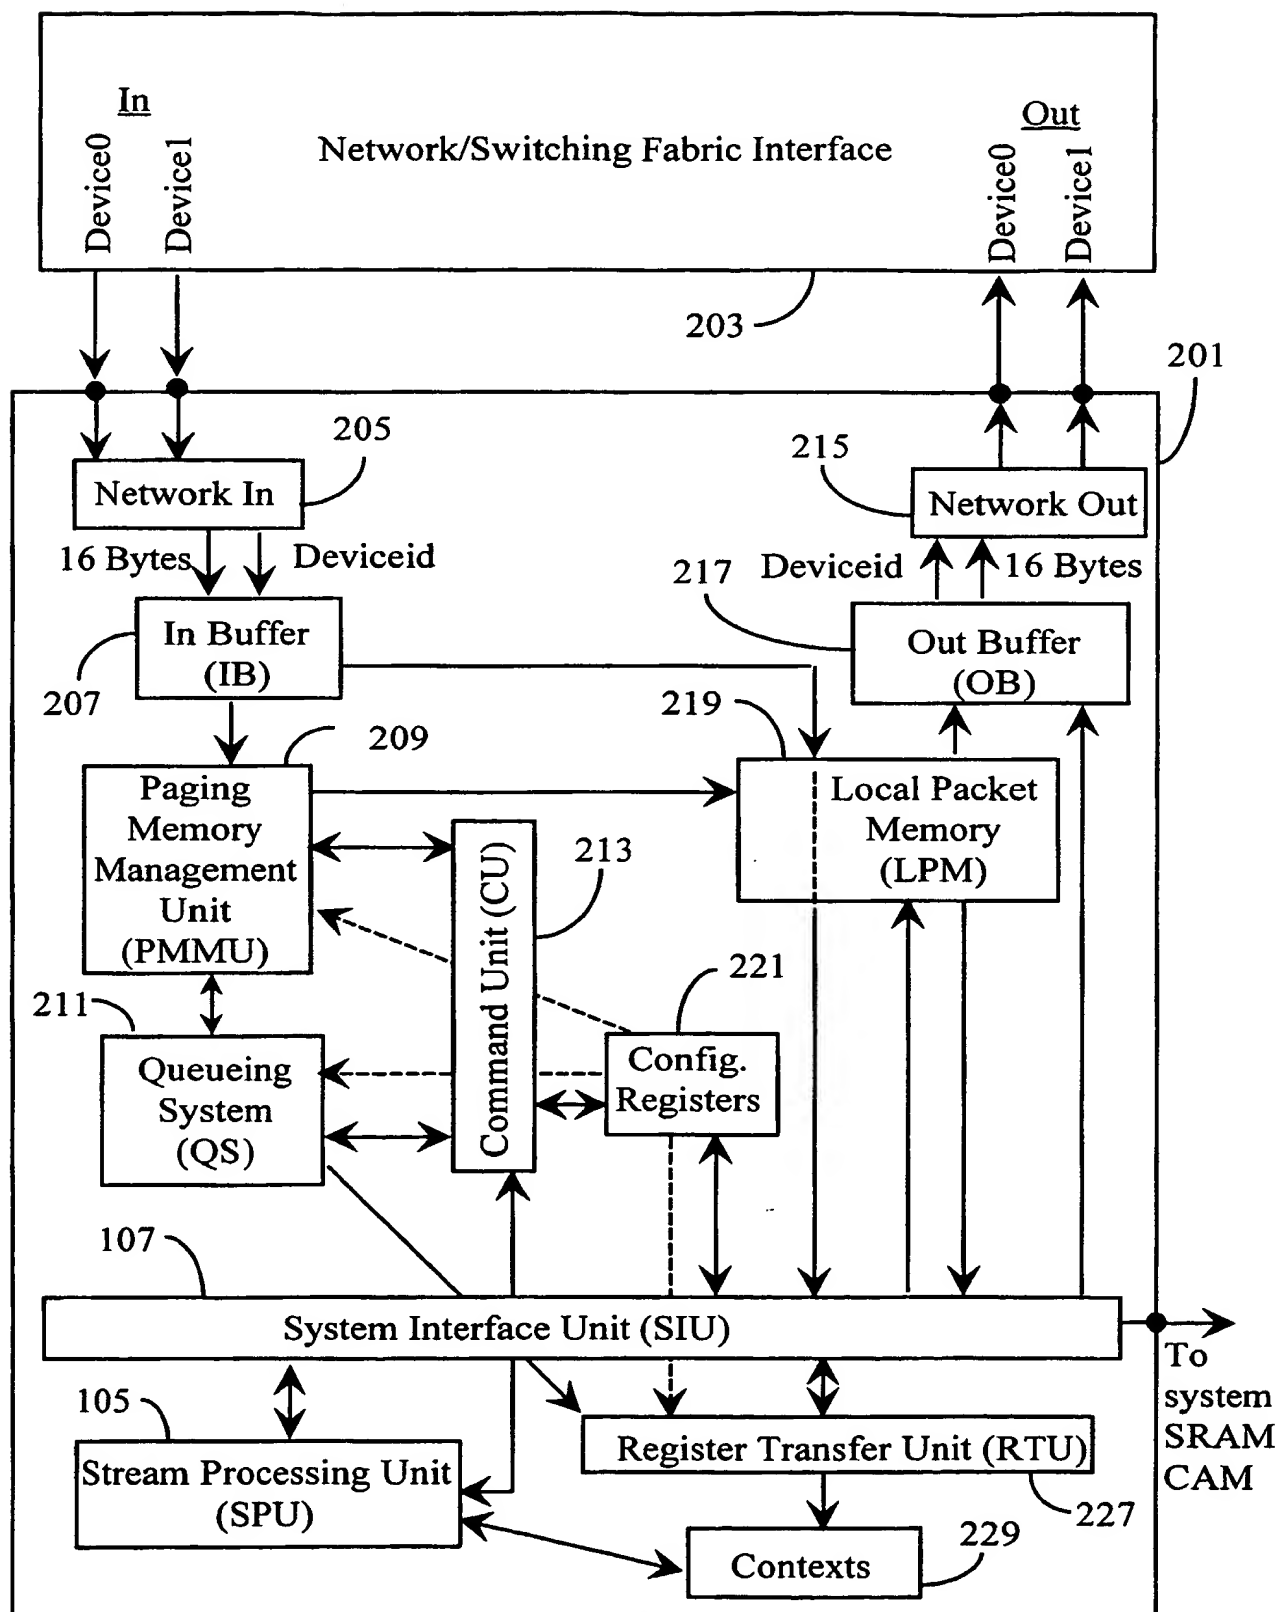 In
Out
Device0
Device1
Network/Switching Fabric Interface
Device0
Device1
203
201
205
215
Network In
Network Out
16 Bytes
Deviceid
217
Deviceid
16 Bytes
In Buffer
(IB)
Out Buffer
(OB)
207
219
209
Paging
Memory
Management
Unit
(PMMU)
Local Packet
Memory
(LPM)
213
Command Unit (CU)
221
211
Config.
Registers
Queueing
System
(QS)
107
System Interface Unit (SIU)
To
system
SRAM
CAM
105
Register Transfer Unit (RTU)
Stream Processing Unit
(SPU)
227
229
Contexts